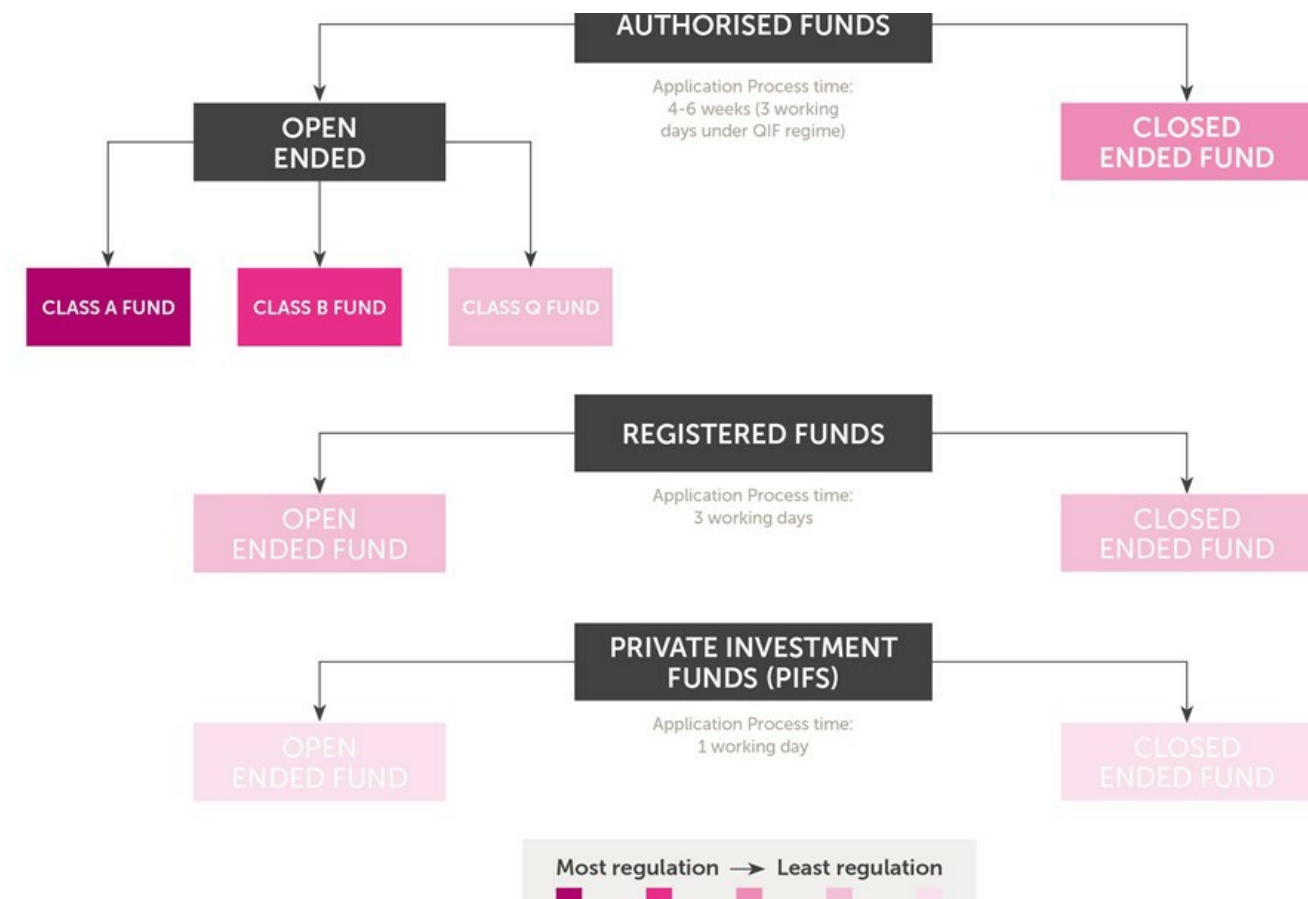 AUTHORISED FUNDS
Application Process time:
4-6 weeks (3 working
days under QIF regime)
OPEN
ENDED
CLOSED
ENDED FUND
CLASS A FUND
CLASS B FUND
CLASS Q FUND
REGISTERED FUNDS
Application Process time:
3 working days
OPEN
ENDED FUND
CLOSED
ENDED FUND
PRIVATE INVESTMENT
FUNDS (PIFS)
Application Process time:
1 working day
OPEN
ENDED FUND
CLOSED
ENDED FUND
Most regulation → Least regulation